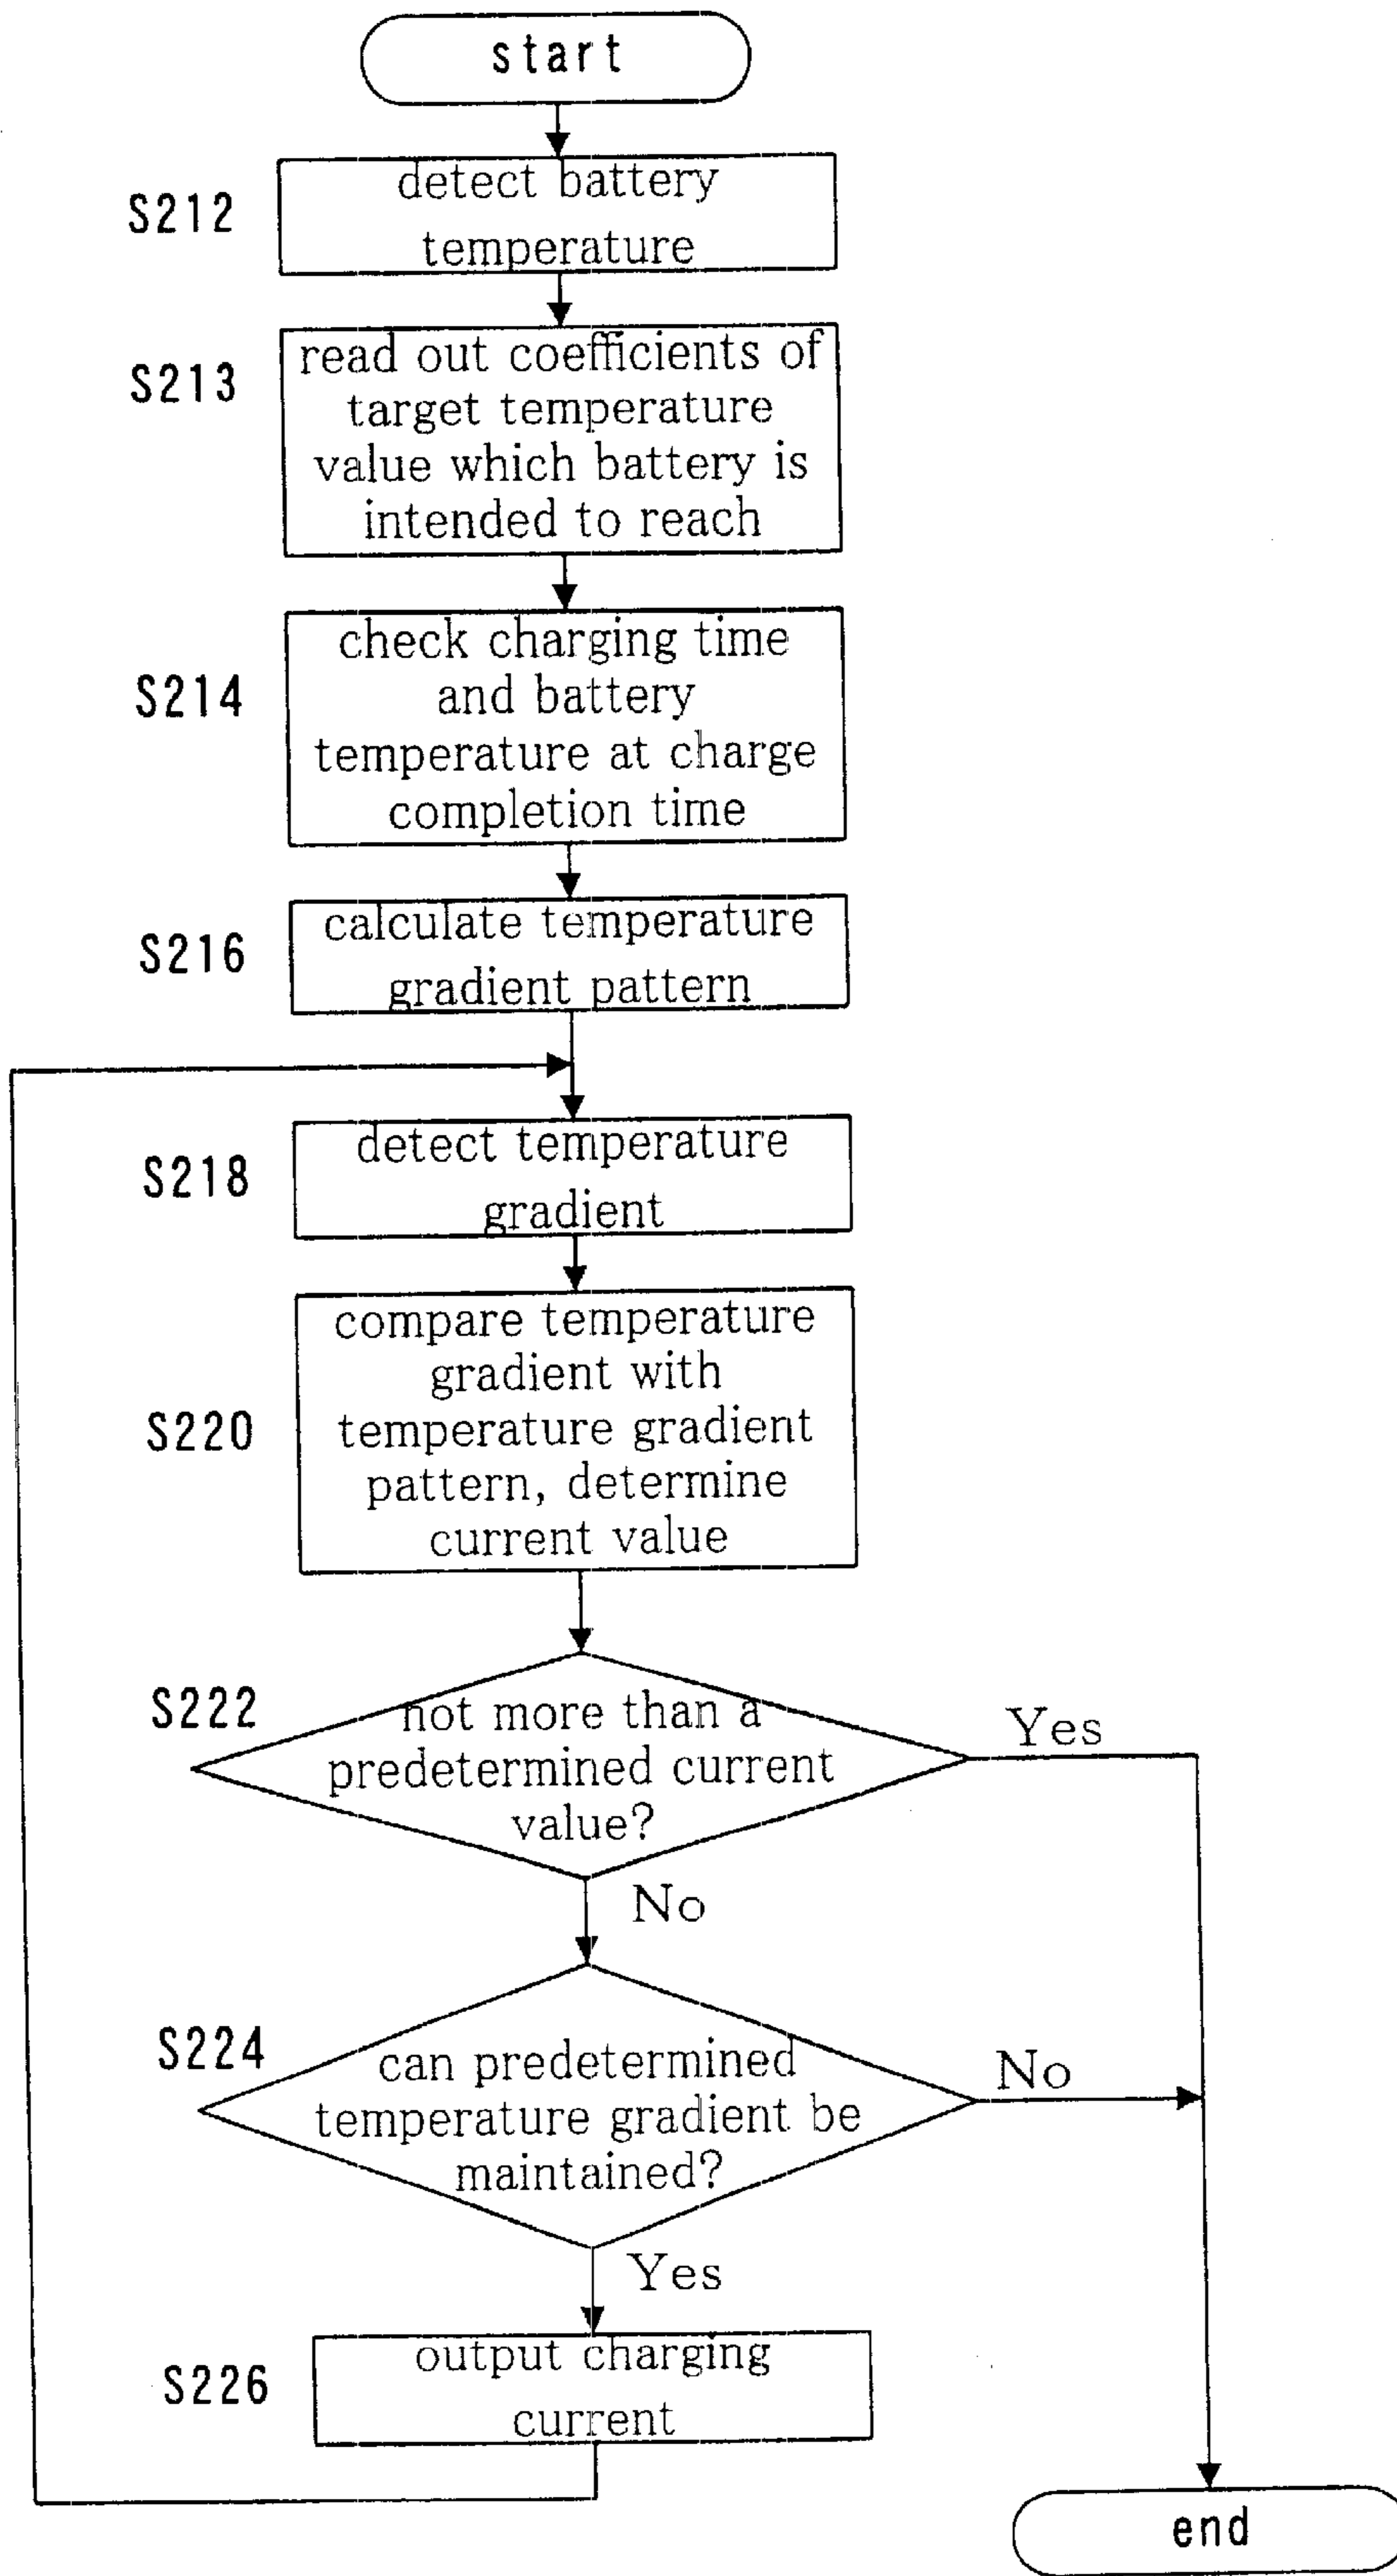 start
S212
detect battery
temperature
S213
read out coefficients of
target temperature
value which battery is
intended to reach
S214
check charging time
and battery
temperature at charge
completion time
S216
calculate temperature
gradient pattern
S218
detect temperature
gradient
S220
compare temperature
gradient with
temperature gradient
pattern, determine
current value
S222
not more than a
predetermined current
value?
Yes
No
S224
can predetermined
temperature gradient be
maintained?
No
Yes
S226
output charging
current
end